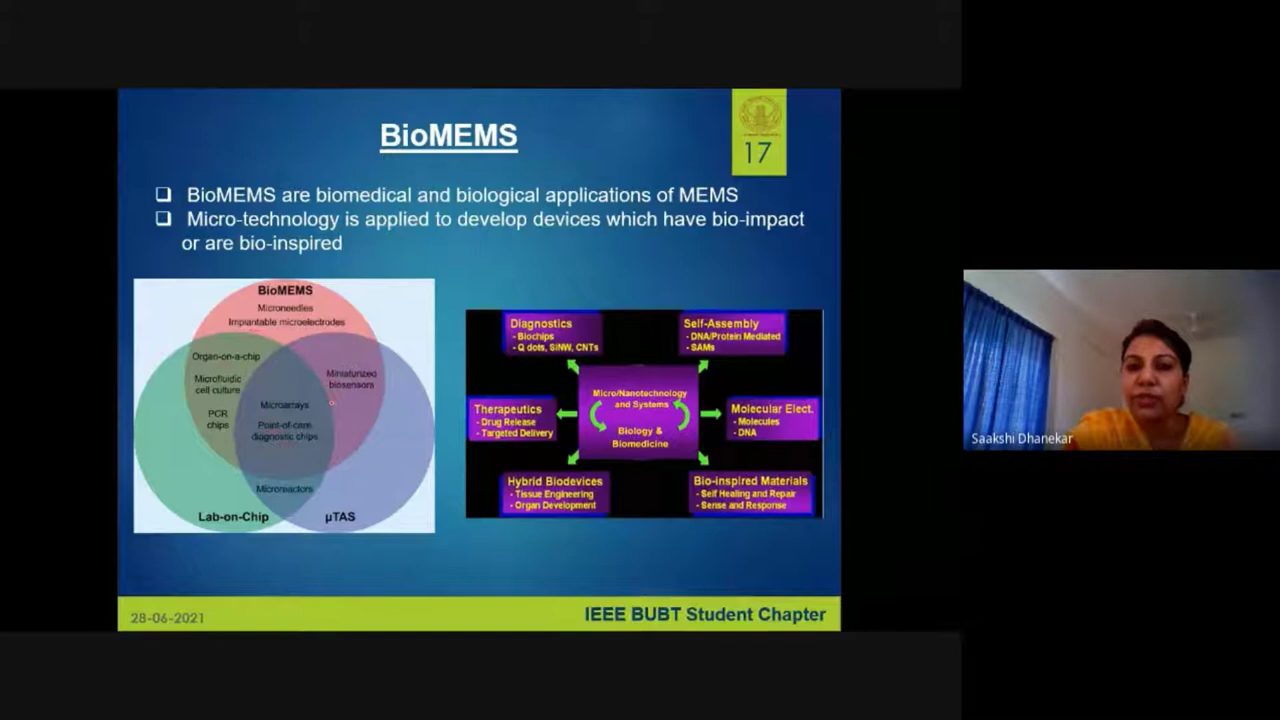 BioMEMS
17
❑ BioMEMS are biomedical and biological applications of MEMS
❑ Micro-technology is applied to develop devices which have bio-impact
or are bio-inspired
BioMEMS
Microneedles
Implantable microelectrodes
Organ-on-a-chip
Microfluidic
cell culture
PCR
chips
Miniaturized
biosensors
Microarrays
Point-of-care
diagnostic chips
Microreactors
Lab-on-Chip
µTAS
Diagnostics
- Biochips
- Q dots, SiNW, CNTs
Self-Assembly
- DNA/Protein Mediated
- SAMs
Therapeutics
- Drug Release
- Targeted Delivery
Micro/Nanotechnology
and Systems
Biology &
Biomedicine
Molecular Elect.
- Molecules
- DNA
Hybrid Biodevices
- Tissue Engineering
- Organ Development
Bio-inspired Materials
- Self Healing and Repair
- Sense and Response
28-06-2021
IEEE BUBT Student Chapter
Saakshi Dhanekar